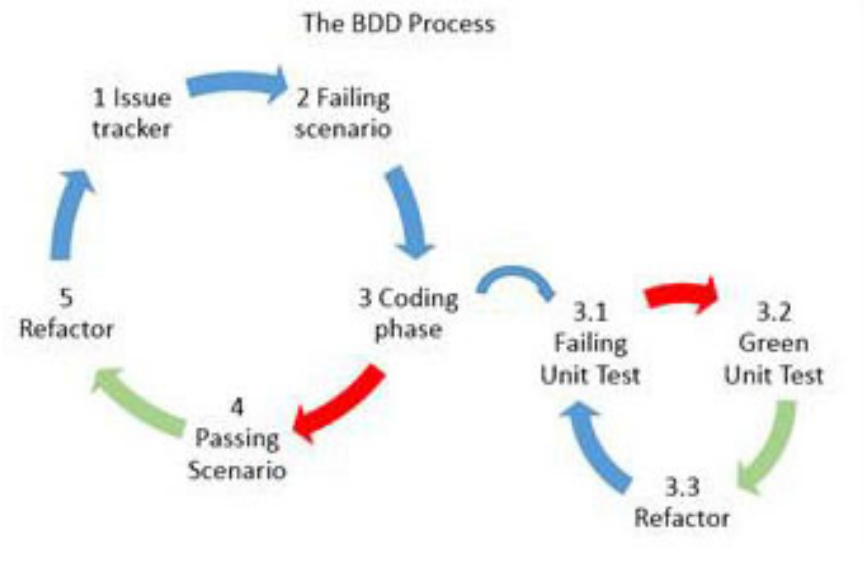 The BDD Process
1 Issue
tracker
2 Failing
scenario
3 Coding
phase
3.1
Failing
Unit Test
3.2
Green
Unit Test
3.3
Refactor
4
Passing
Scenario
5
Refactor